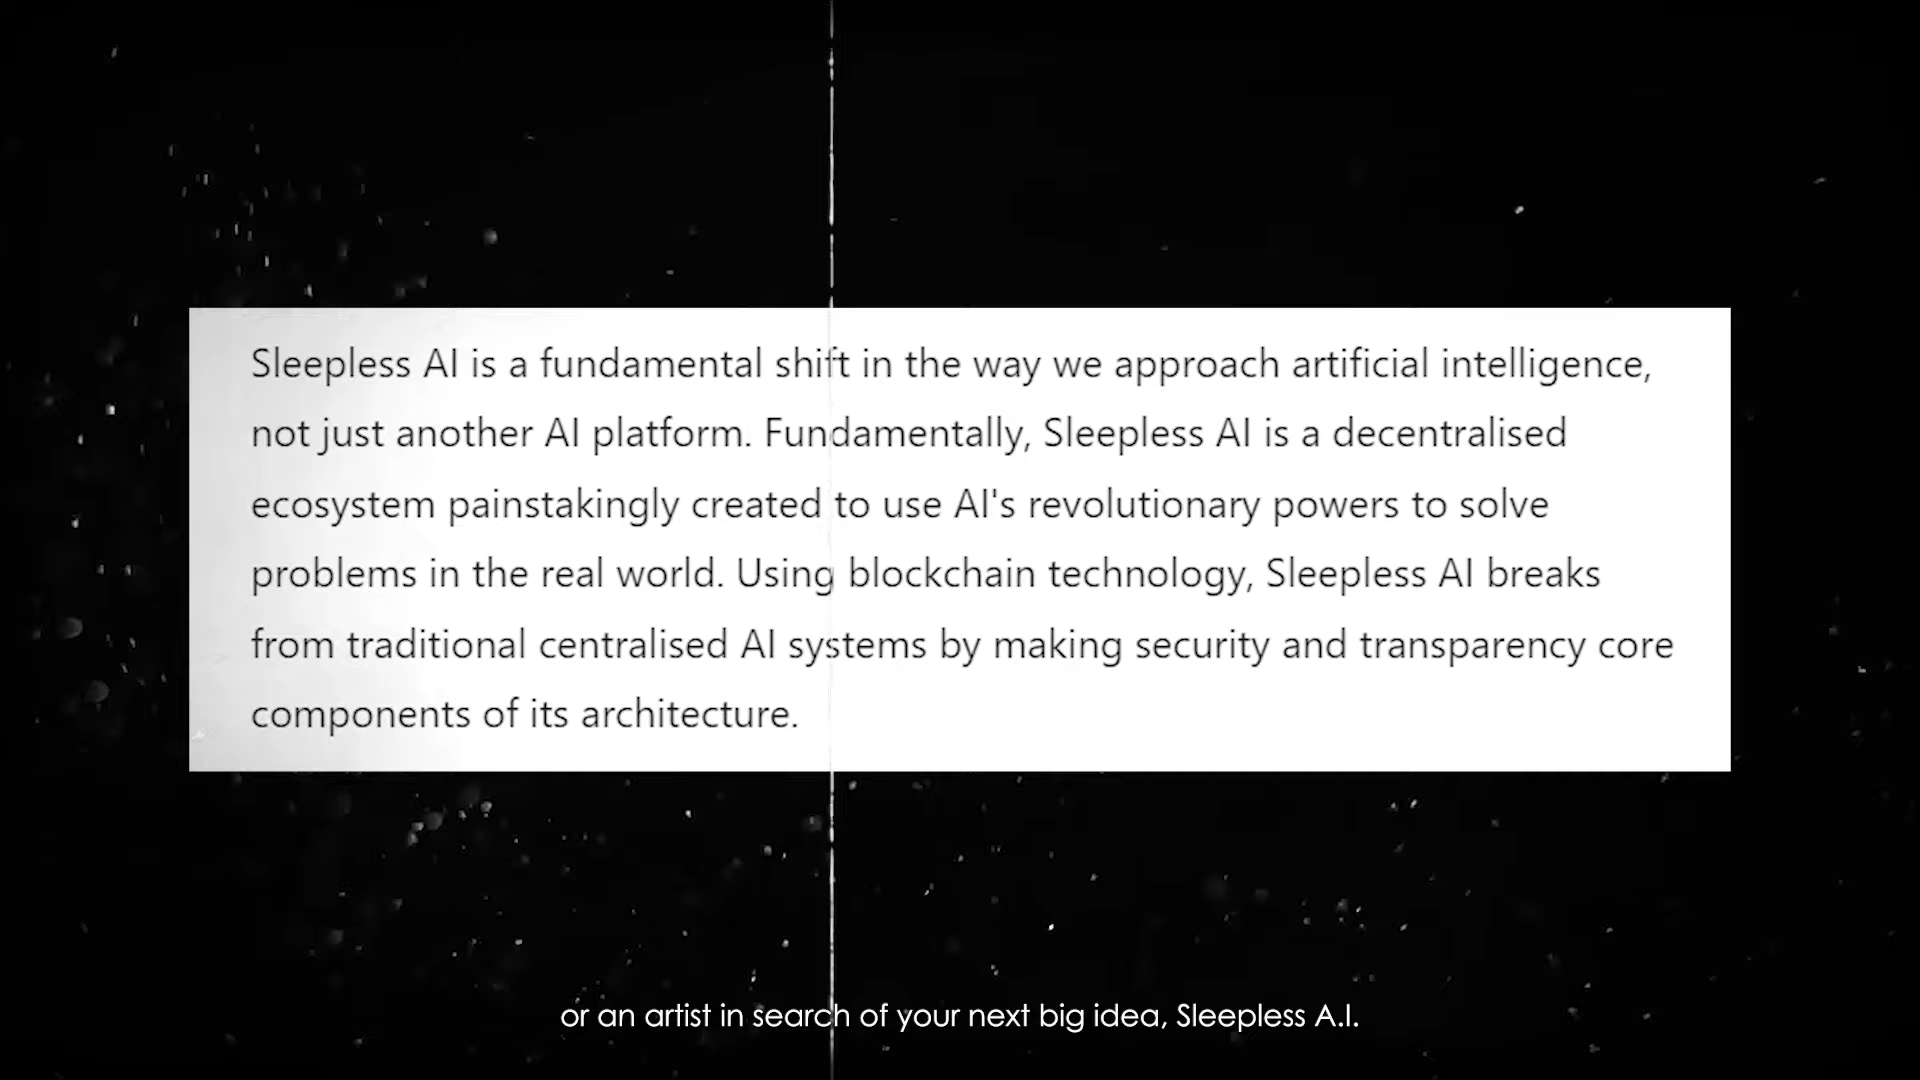 Sleepless AI is a fundamental shift in the way we approach artificial intelligence,
not just another AI platform. Fundamentally, Sleepless AI is a decentralised
ecosystem painstakingly created to use AI's revolutionary powers to solve
problems in the real world. Using blockchain technology, Sleepless AI breaks
from traditional centralised AI systems by making security and transparency core
components of its architecture.
or an artist in search of your next big idea, Sleepless A.I.